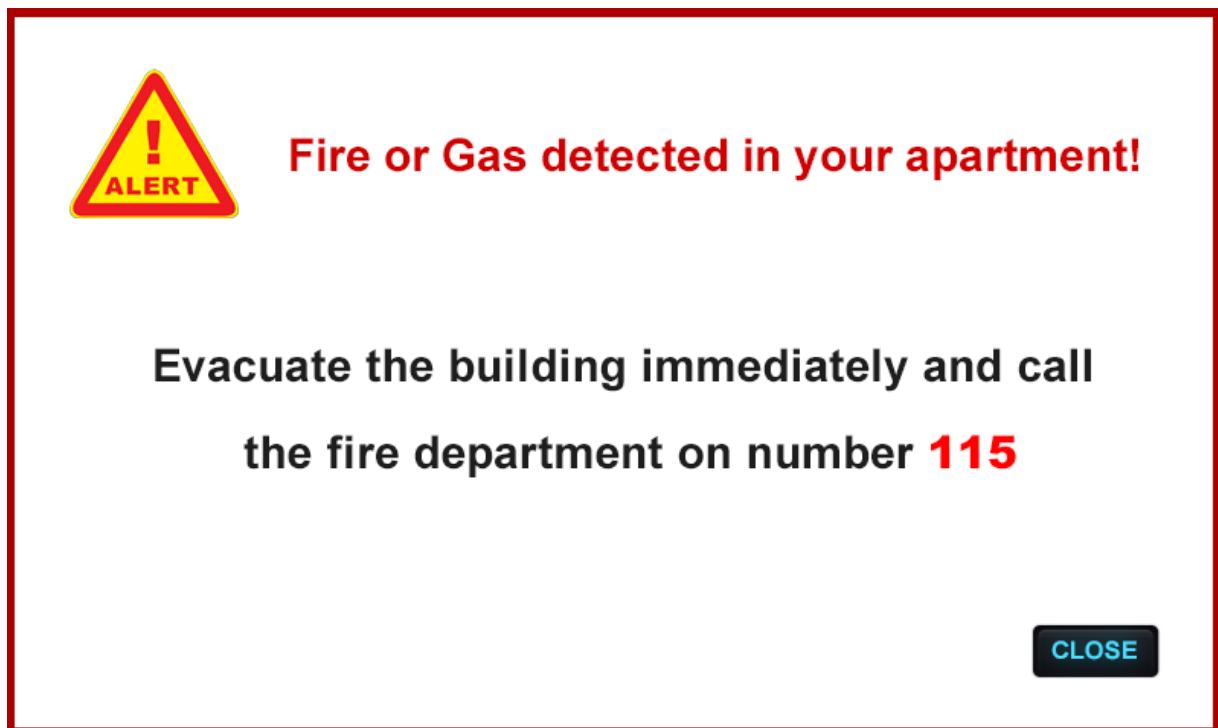 !
ALERT
Fire or Gas detected in your apartment!
Evacuate the building immediately and call
the fire department on number 115
CLOSE